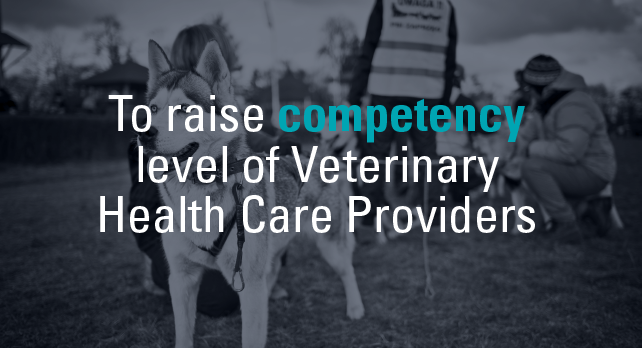 To raise competency
level of Veterinary
Health Care Providers